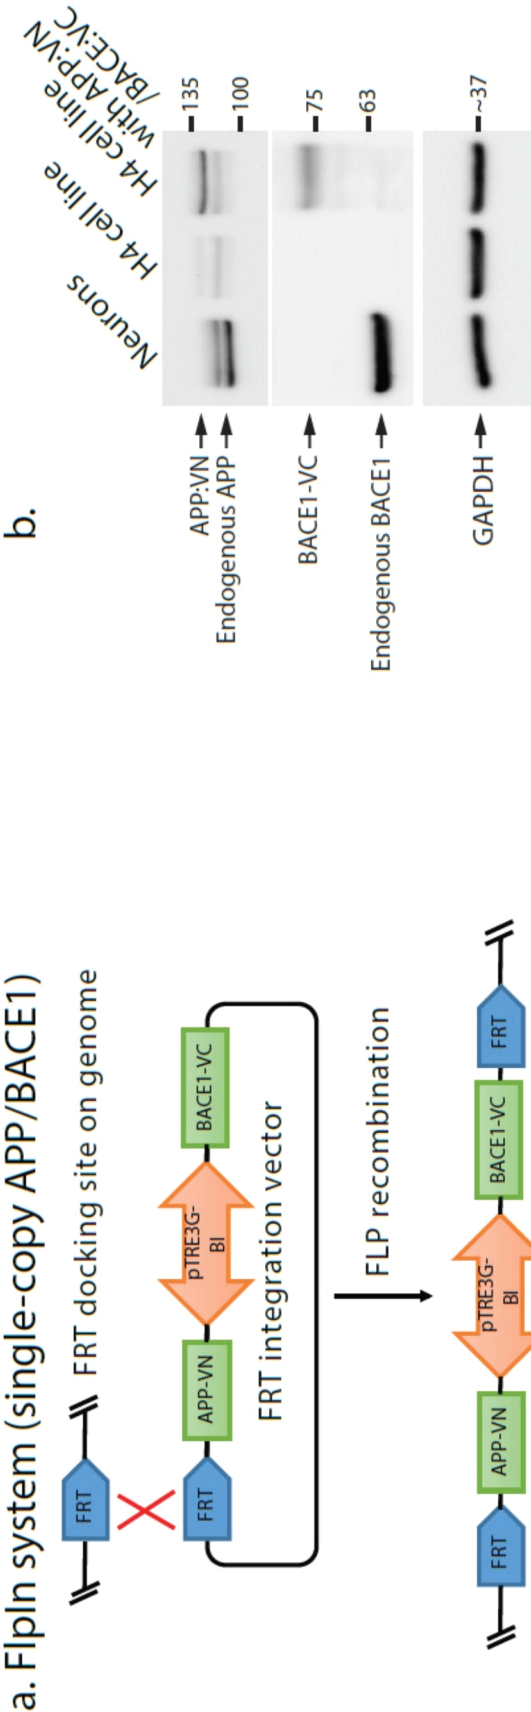 a. FlpIn system (single-copy APP/BACE1)
FRT docking site on genome
FRT
FRT
APP-VN
pTRE3G-
BI
BACE1-VC
FRT integration vector
FLP recombination
FRT
APP-VN
pTRE3G-
BI
BACE1-VC
FRT
b.
Neurons
H4 cell line
H4 cell line
with APP:VN
/BACE:VC
APP:VN
Endogenous APP
135
100
BACE1-VC
Endogenous BACE1
75
63
GAPDH
~37